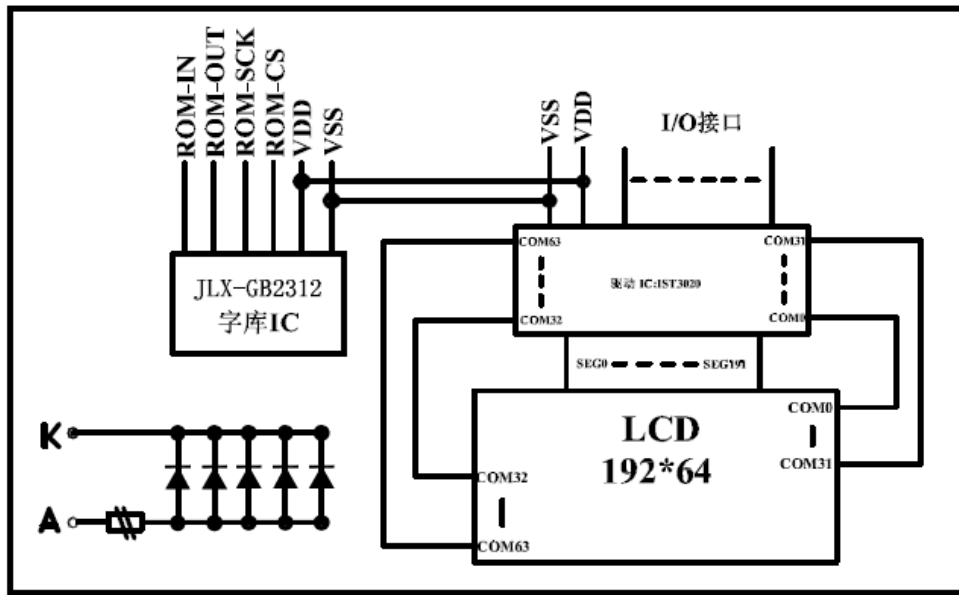 ROM-IN
ROM-OUT
ROM-SCK
ROM-CS
VDD
VSS
VSS
VDD
I/O接口
JLX-GB2312
字库IC
COM63
COM31
驱动 IC:IST3020
COM32
COM0
SEG0
SEG191
LCD
192*64
COM0
COM31
COM32
COM63
K
A